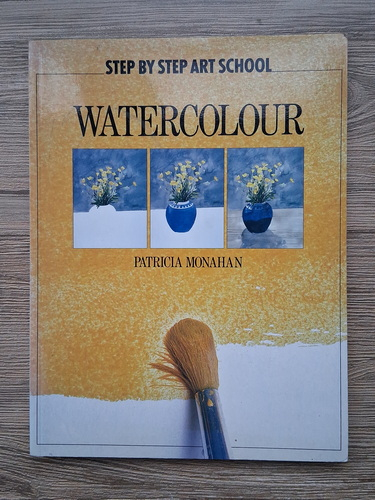 STEP BY STEP ART SCHOOL
WATERCOLOUR
PATRICIA MONAHAN